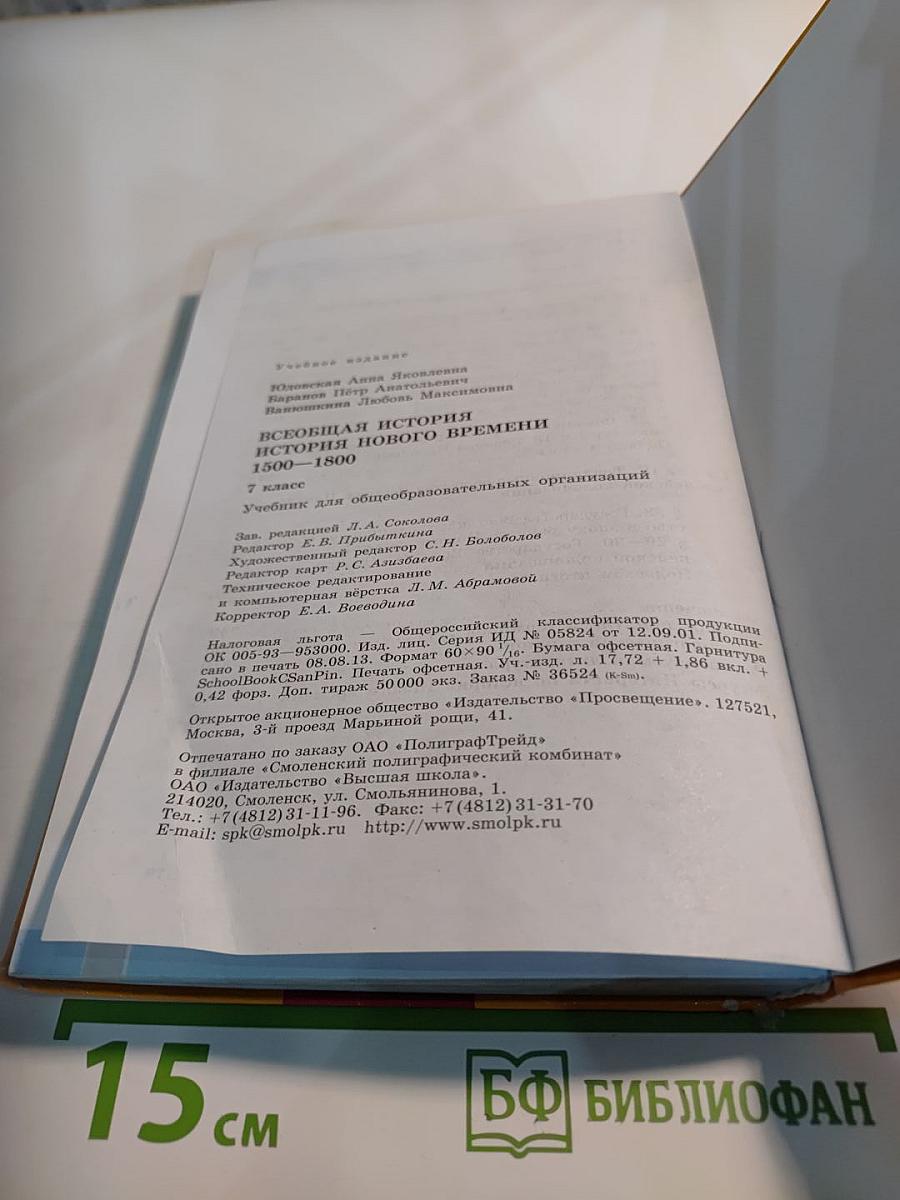 Учебное издание
Юдовская Анна Яковлевна
Баранов Пётр Анатольевич
Ванюшкина Любовь Максимовна
ВСЕОБЩАЯ ИСТОРИЯ
ИСТОРИЯ НОВОГО ВРЕМЕНИ
1500—1800
7 класс
Учебник для общеобразовательных организаций
Зав. редакцией Л. А. Соколова
Редактор Е. В. Прибыткина
Художественный редактор С. Н. Болоболов
Редактор карт Р. С. Азизбаева
Техническое редактирование
и компьютерная вёрстка Л. М. Абрамовой
Корректор Е. А. Воеводина
Налоговая льгота — Общероссийский классификатор продукции
ОК 005-93—953000. Изд. лиц. Серия ИД № 05824 от 12.09.01. Подпи-
сано в печать 08.08.13. Формат 60×90 1/16. Бумага офсетная. Гарнитура
SchoolBookCSanPin. Печать офсетная. Уч.-изд. л. 17,72 + 1,86 вкл. +
0,42 форз. Доп. тираж 50 000 экз. Заказ № 36524 (К-Sm).
Открытое акционерное общество «Издательство «Просвещение». 127521,
Москва, 3-й проезд Марьиной рощи, 41.
Отпечатано по заказу ОАО «ПолиграфТрейд»
в филиале «Смоленский полиграфический комбинат»
ОАО «Издательство «Высшая школа».
214020, Смоленск, ул. Смольянинова, 1.
Тел.: +7(4812)31-11-96. Факс: +7(4812)31-31-70
E-mail: spk@smolpk.ru http://www.smolpk.ru
15 см
БФ БИБЛИОФАН